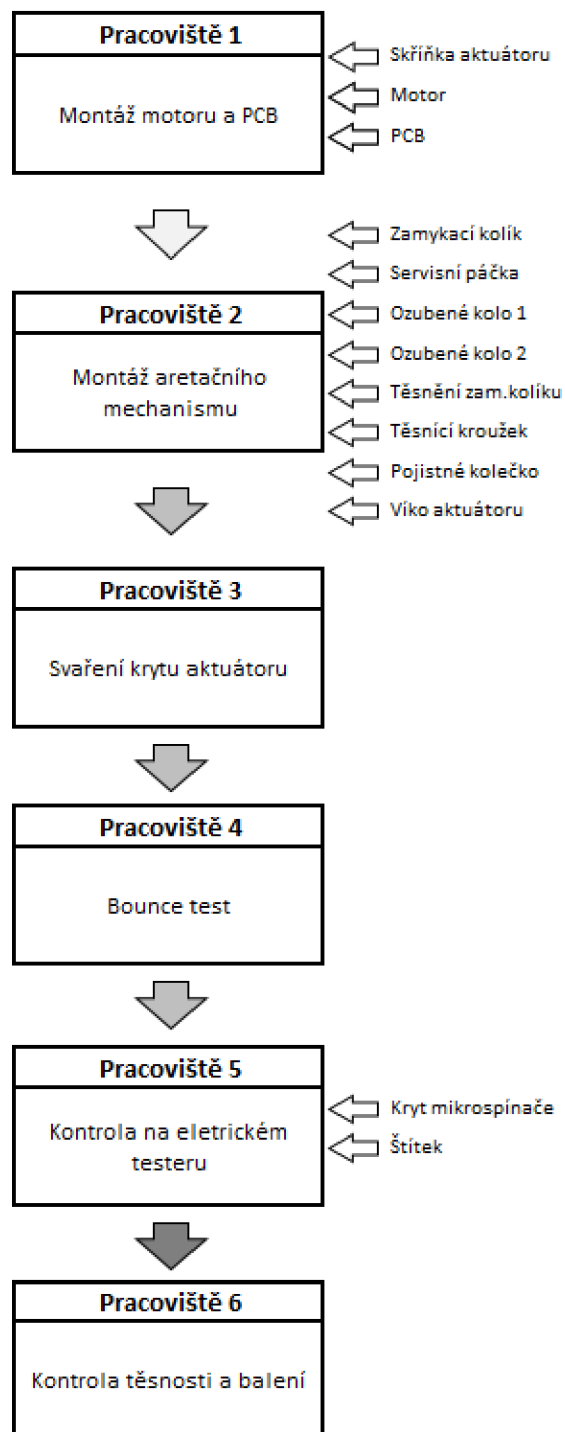 Pracoviště 1
Montáž motoru a PCB
Skříňka aktuátoru
Motor
PCB
Zamykací kolík
Servisní páčka
Pracoviště 2
Montáž aretačního
mechanismu
Ozubené kolo 1
Ozubené kolo 2
Těsnění zam.kolíku
Těsnící kroužek
Pojistné kolečko
Víko aktuátoru
Pracoviště 3
Svaření krytu aktuátoru
Pracoviště 4
Bounce test
Pracoviště 5
Kontrola na eletrickém
testeru
Kryt mikrospínače
Štítek
Pracoviště 6
Kontrola těsnosti a balení